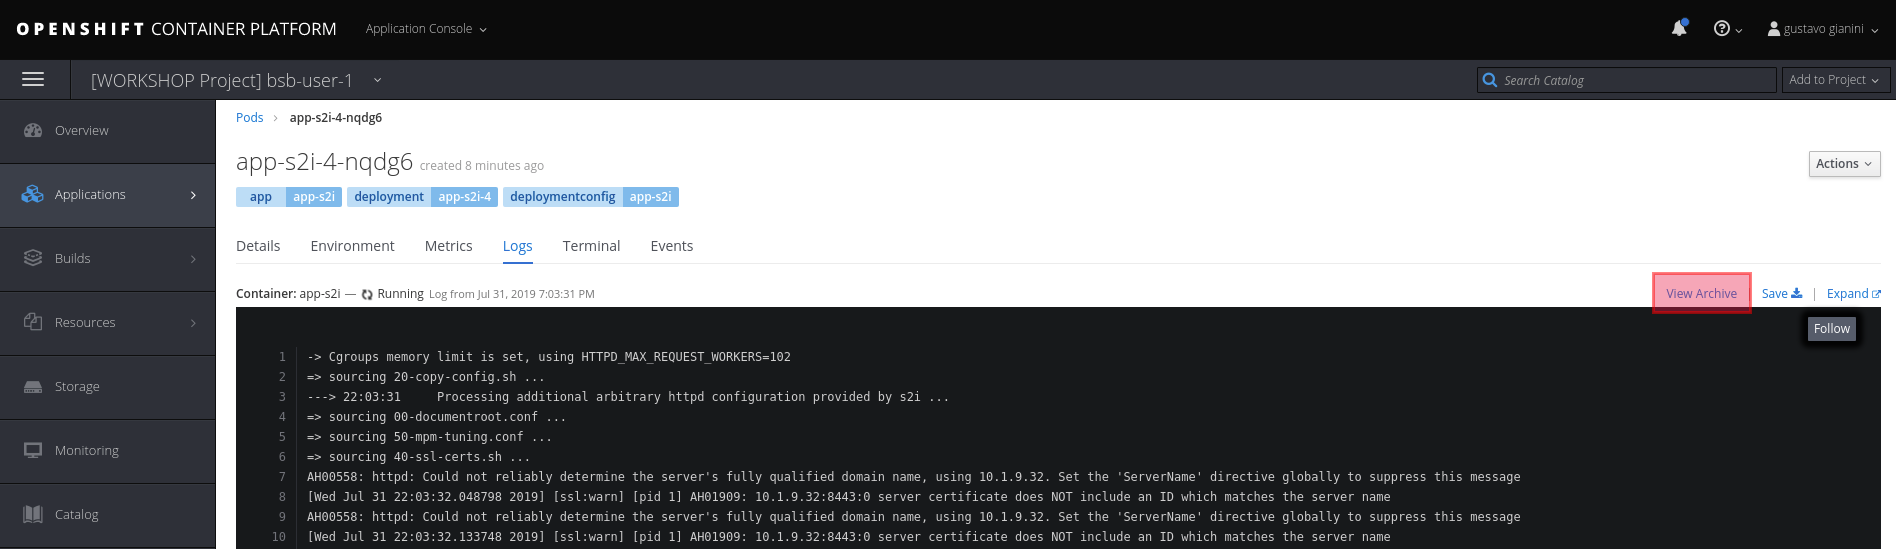 OPENSHIFT CONTAINER PLATFORM Application Console gustavo gianini
[WORKSHOP Project] bsb-user-1 Search Catalog Add to Project
Overview
Applications
Builds
Resources
Storage
Monitoring
Catalog
Pods > app-s2i-4-nqdg6
app-s2i-4-nqdg6 created 8 minutes ago
Actions
app app-s2i deployment app-s2i-4 deploymentconfig app-s2i
Details Environment Metrics Logs Terminal Events
Container: app-s2i — Running Log from Jul 31, 2019 7:03:31 PM
View Archive Save | Expand
Follow
1 -> Cgroups memory limit is set, using HTTPD_MAX_REQUEST_WORKERS=102
2 => sourcing 20-copy-config.sh ...
3 ---> 22:03:31     Processing additional arbitrary httpd configuration provided by s2i ...
4 => sourcing 00-documentroot.conf ...
5 => sourcing 50-mpm-tuning.conf ...
6 => sourcing 40-ssl-certs.sh ...
7 AH00558: httpd: Could not reliably determine the server's fully qualified domain name, using 10.1.9.32. Set the 'ServerName' directive globally to suppress this message
8 [Wed Jul 31 22:03:32.048798 2019] [ssl:warn] [pid 1] AH01909: 10.1.9.32:8443:0 server certificate does NOT include an ID which matches the server name
9 AH00558: httpd: Could not reliably determine the server's fully qualified domain name, using 10.1.9.32. Set the 'ServerName' directive globally to suppress this message
10 [Wed Jul 31 22:03:32.133748 2019] [ssl:warn] [pid 1] AH01909: 10.1.9.32:8443:0 server certificate does NOT include an ID which matches the server name